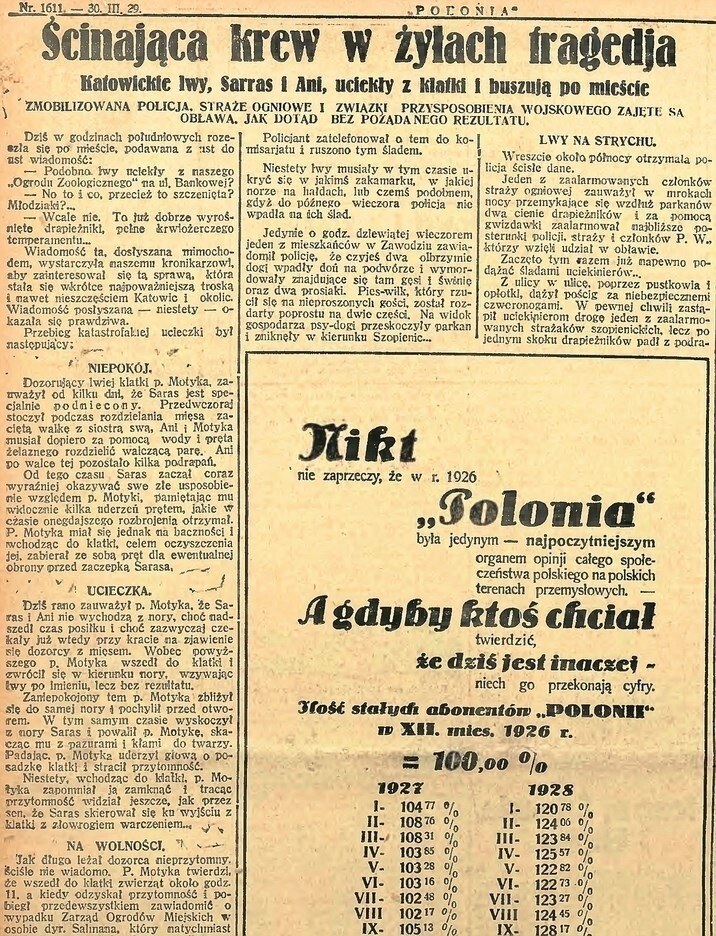 Nr. 1611. — 30. III. 29.
„POLONIA“
Ścinająca krew w żyłach tragedja
Katowickie lwy, Sarras i Ani, uciekły z klatki i buszują po mieście
ZMOBILIZOWANA POLICJA, STRAŻE OGNIOWE I ZWIĄZKI PRZYSPOSOBIENIA WOJSKOWEGO ZAJĘTE SĄ
OBŁAWĄ, JAK DOTĄD BEZ POŻĄDANEGO REZULTATU.
Dziś w godzinach południowych roze-
szła się po mieście, podawana z ust do
ust wiadomość:
— Podobno lwy uciekły z naszego
„Ogrodu Zoologicznego” na ul. Bankowej?
— No to i co, przecież to szczenięta?
Młodziaki?...
— Wcale nie. To już dobrze wyroś-
nięte drapieżniki, pełne krwiożerczego
temperamentu...
Wiadomość ta, dosłyszana mimocho-
dem, wystarczyła naszemu kronikarzowi,
aby zainteresował się tą sprawą, która
stała się wkrótce najpoważniejszą troską
i nawet nieszczęściem Katowic i okolic.
Wiadomość posłyszana — niestety — o-
kazała się prawdziwa.
Przebieg katastrofalnej ucieczki był
następujący:
NIEPOKÓJ.
Dozorujący lwiej klatki p. Motyka, za-
uważył od kilku dni, że Saras jest spe-
cjalnie podniecony. Przedwczoraj
stoczył podczas rozdzielania mięsa za-
ciętą walkę z siostrą swą, Ani i Motyka
musiał dopiero za pomocą wody i pręta
żelaznego rozdzielić walczącą parę. Ani
po walce tej pozostało kilka podrapań.
Od tego czasu Saras zaczął coraz
wyraźniej okazywać swe złe usposobie-
nie względem p. Motyki, pamiętając mu
widocznie kilka uderzeń prętem, jakie w
czasie onegdajszego rozbrojenia otrzymał.
P. Motyka miał się jednak na baczności i
wchodząc do klatki, celem oczyszczenia
jej, zabierał ze sobą pręt dla ewentualnej
obrony przed zaczepką Sarasa.
UCIECZKA.
Dziś rano zauważył p. Motyka, że Sa-
ras i Ani nie wychodzą z nory, choć nad-
szedł czas posiłku i choć zazwyczaj cze-
kały już wtedy przy kracie na zjawienie
się dozorcy z mięsem. Wobec powyż-
szego p. Motyka wszedł do klatki i
zwrócił się w kierunku nory, wzywając
lwy po imieniu, lecz bez rezultatu.
Zaniepokojony tem p. Motyka zbliżył
się do samej nory i pochylił przed otwo-
rem. W tym samym czasie wyskoczył
z nory Saras i powalił p. Motykę, ska-
cząc mu z pazurami i kłami do twarzy.
Padając, p. Motyka uderzył głową o po-
sadzkę klatki i stracił przytomność.
Niestety, wchodząc do klatki, p. Mo-
tyka zapomniał ją zamknąć i tracąc
przytomność widział jeszcze, jak przez
sen, że Saras skierował się ku wyjściu z
klatki z złowrogiem warczeniem...
NA WOLNOŚCI.
Jak długo leżał dozorca nieprzytomny,
ściśle nie wiadomo. P. Motyka twierdzi,
że wszedł do klatki zwierząt około godz.
11, a kiedy odzyskał przytomność i po-
biegł przedewszystkiem zawiadomić o
wypadku Zarząd Ogrodów Miejskich w
osobie dyr. Sallmana, który natychmiast
Policjant zatelefonował o tem do ko-
misarjatu i ruszono tym śladem.
Niestety lwy musiały w tym czasie u-
kryć się w jakimś zakamarku, w jakiej
norze na hałdach, lub czemś podobnem,
gdyż do późnego wieczora policja nie
wpadła na ich ślad.
Jedynie o godz. dziewiątej wieczorem
jeden z mieszkańców w Zawodziu zawia-
domił policję, że czyjeś dwa olbrzymie
dogi wpadły doń na podwórze i wymor-
dowały znajdujące się tam gęsi i świnię
oraz dwa prosiaki. Pies-wilk, który rzu-
cił się na nieproszonych gości, został roz-
darty poprostu na dwie części. Na widok
gospodarza psy-dogi przeskoczyły parkan
i zniknęły w kierunku Szopienic...
LWY NA STRYCHU.
Wreszcie około północy otrzymała po-
licja ścisłe dane.
Jeden z zaalarmowanych członków
straży ogniowej zauważył w mrokach
nocy przemykające się wzdłuż parkanów
dwa cienie drapieżników i za pomocą
gwizdawki zaalarmował najbliższe po-
sterunki policji, straży i członków P. W.,
którzy wzięli udział w obławie.
Zaczęto tym razem już napewno po-
dążać śladami uciekinierów...
Z ulicy w ulicę, poprzez pustkowia i
opłotki, dążył pościg za niebezpiecznemi
czworonogami. W pewnej chwili zastą-
pił uciekinierom drogę jeden z zaalarmo-
wanych strażaków szopienickich, lecz po
jednym skoku drapieżników padł z podra-
Nikt
nie zaprzeczy, że w r. 1926
„Polonia“
była jedynym — najpoczytniejszym
organem opinji całego społe-
czeństwa polskiego na polskich
terenach przemysłowych. —
A gdyby ktoś chciał
twierdzić,
że dziś jest inaczej -
niech go przekonają cyfry.
Ilość stałych abonentów „POLONII“
w XII. mies. 1926 r.
= 100,00 %
1927
I- 104 77 %
II- 108 76 %
III- 108 31 %
IV- 103 85 %
V- 103 28 %
VI- 103 16 %
VII- 102 48 %
VIII 102 17 %
IX- 105 13 %
1928
I- 120 78 %
II- 124 06 %
III- 123 84 %
IV- 125 57 %
V- 122 82 %
VI- 122 73 %
VII- 123 27 %
VIII 124 45 %
IX- 128 17 %